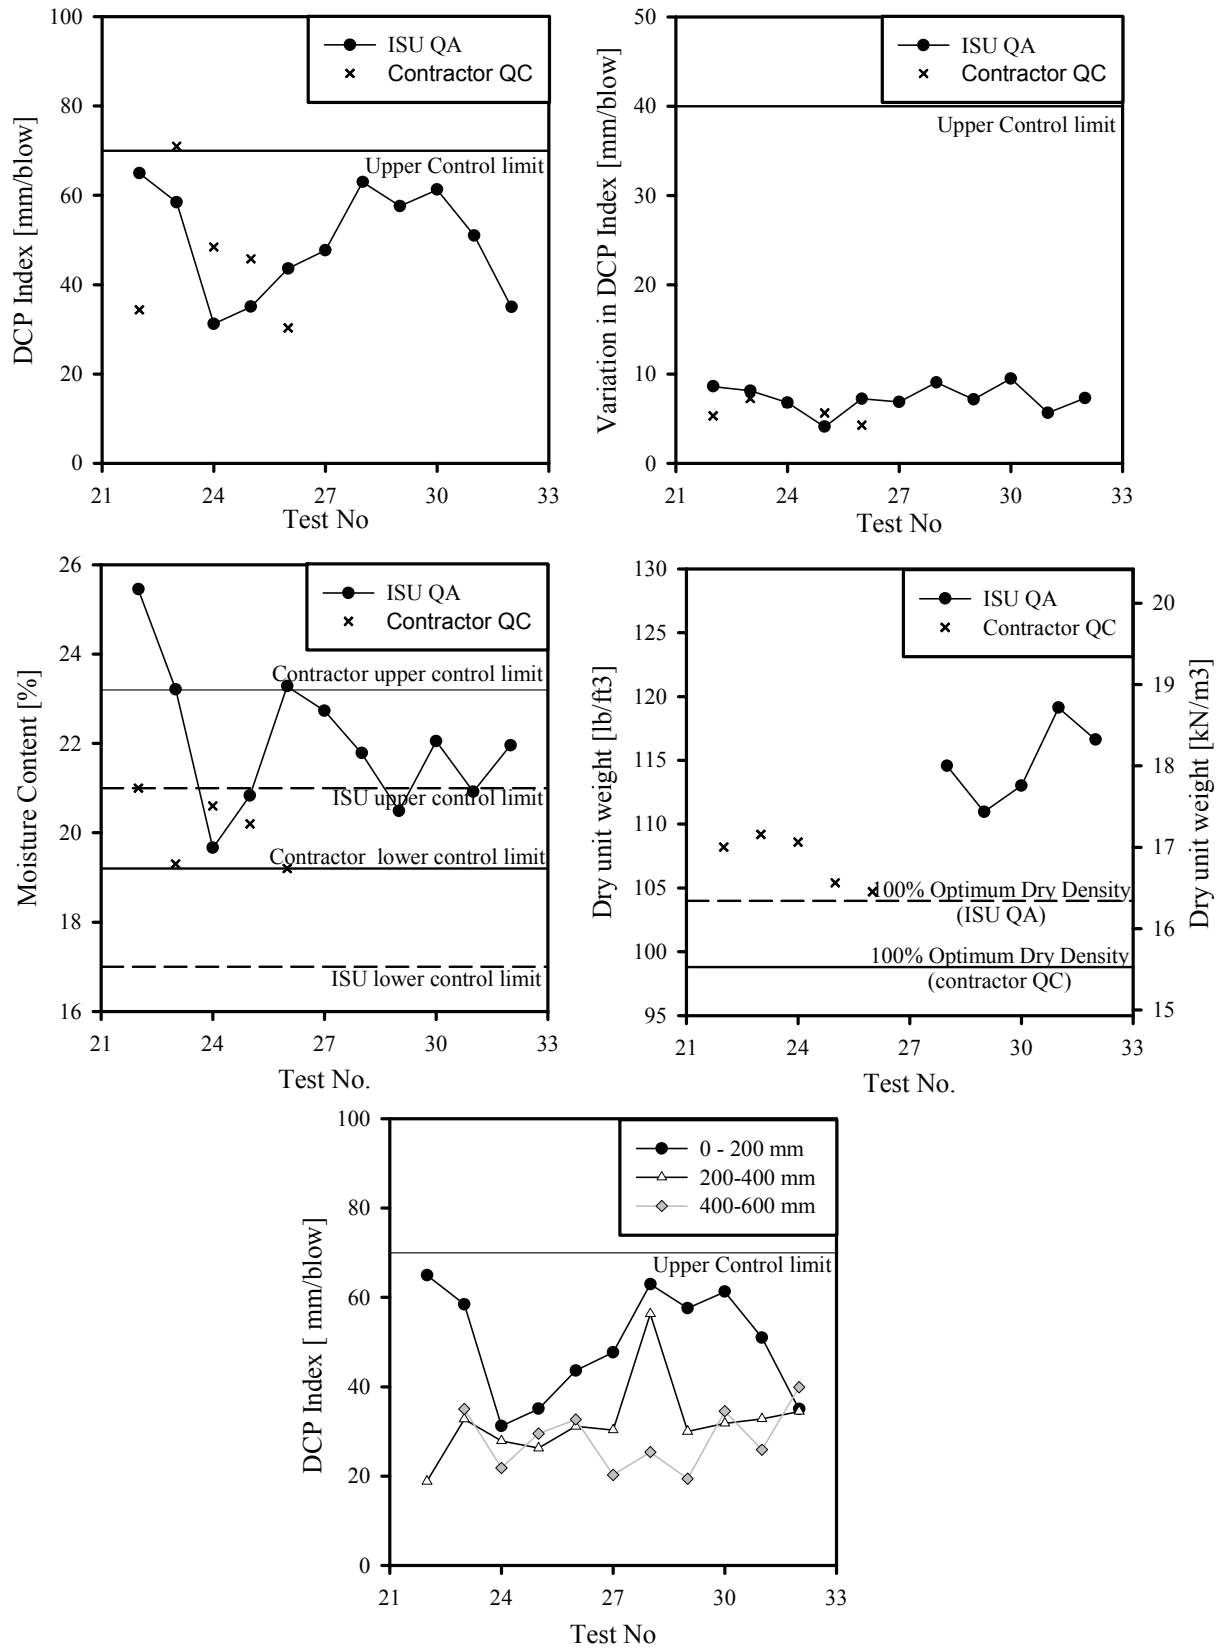 100
80
60
40
20
0
DCP Index [mm/blow]
ISU QA
Contractor QC
Upper Control limit
21 24 27 30 33
Test No
50
40
30
20
10
0
Variation in DCP Index [mm/blow]
ISU QA
Contractor QC
Upper Control limit
21 24 27 30 33
Test No
26
24
22
20
18
16
Moisture Content [%]
ISU QA
Contractor QC
Contractor upper control limit
ISU upper control limit
Contractor lower control limit
ISU lower control limit
21 24 27 30 33
Test No.
130
125
120
115
110
105
100
95
Dry unit weight [lb/ft3]
ISU QA
Contractor QC
100% Optimum Dry Density
(ISU QA)
100% Optimum Dry Density
(contractor QC)
20
19
18
17
16
15
Dry unit weight [kN/m3]
21 24 27 30 33
Test No.
100
80
60
40
20
0
DCP Index [ mm/blow]
0 - 200 mm
200-400 mm
400-600 mm
Upper Control limit
21 24 27 30 33
Test No